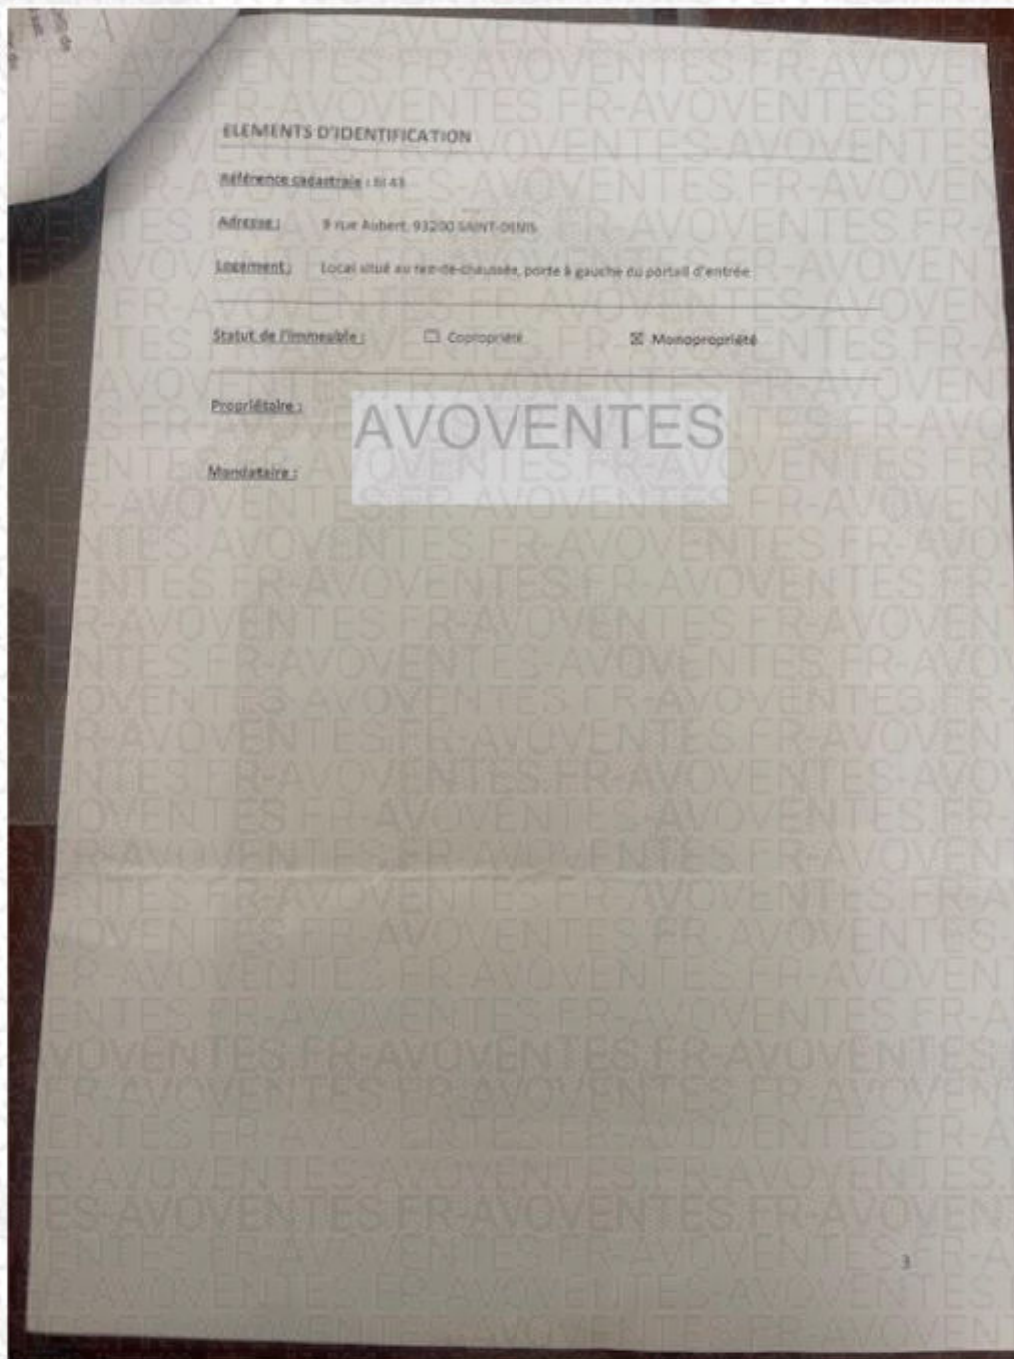 ELEMENTS D'IDENTIFICATION
Référence cadastrale : BI 43
Adresse : 9 rue Aubert, 93200 SAINT-DENIS
Logement : Local situé au rez-de-chaussée, porte à gauche du portail d'entrée
Statut de l'immeuble : ☐ Copropriété ☒ Monopropriété
Propriétaire :
AVOVENTES
Mandataire :
3